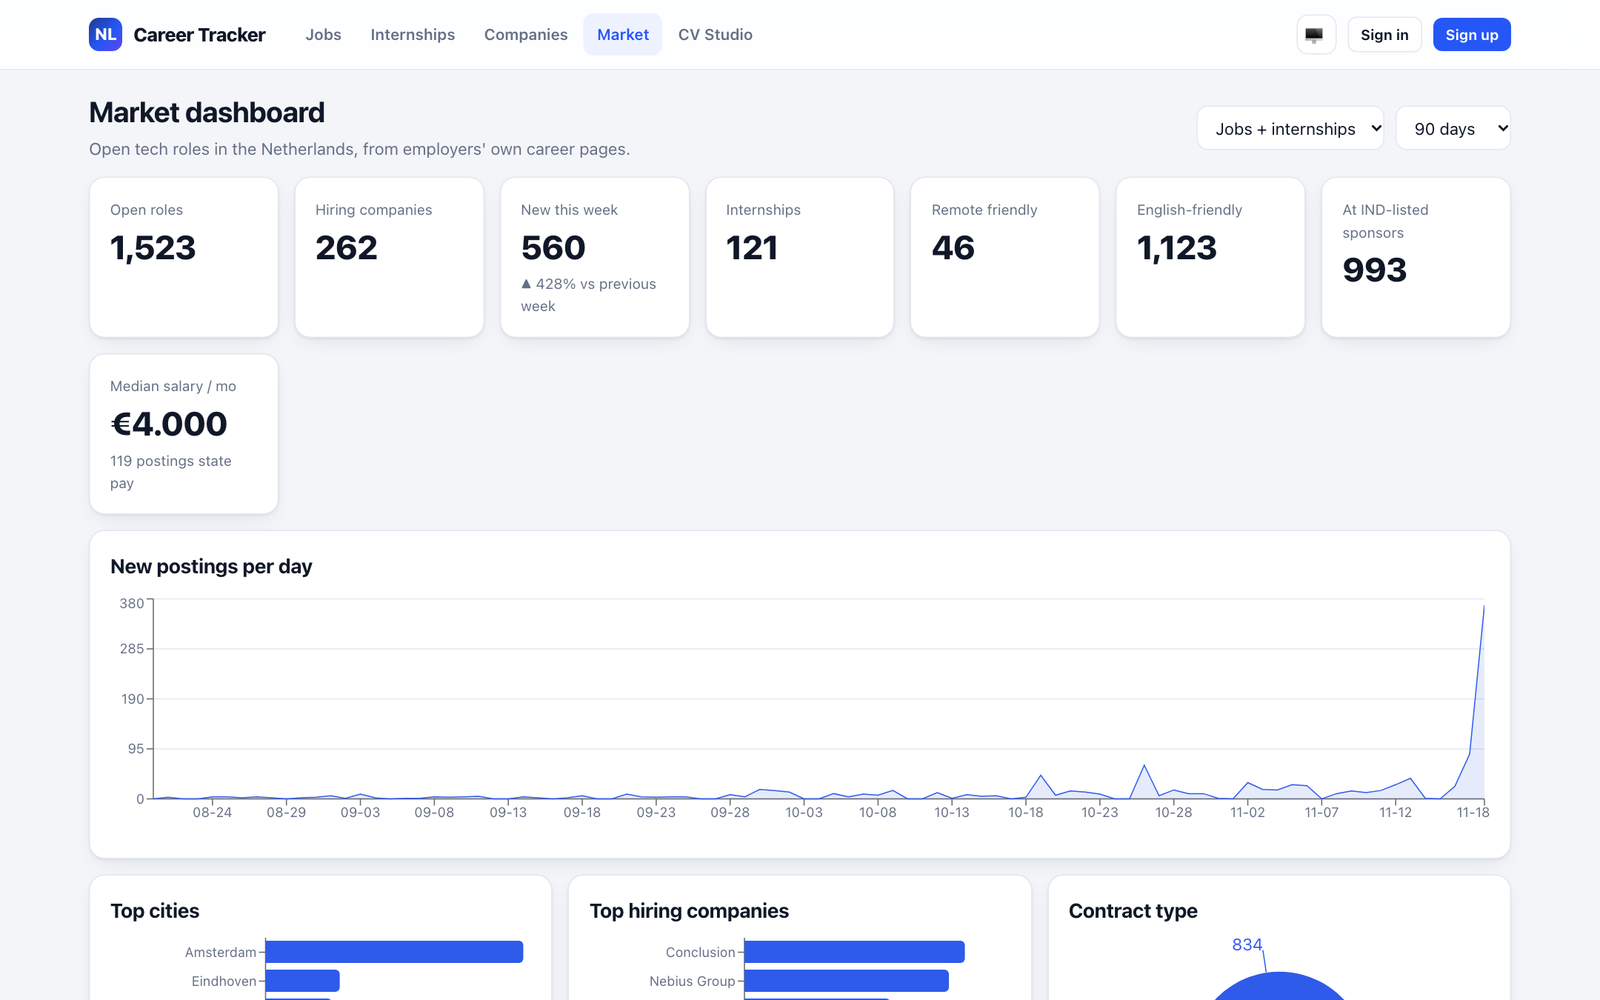 NL Career Tracker Jobs Internships Companies Market CV Studio Sign in Sign up
Market dashboard
Open tech roles in the Netherlands, from employers' own career pages.
Jobs + internships 90 days
Open roles
1,523
Hiring companies
262
New this week
560
▲ 428% vs previous
week
Internships
121
Remote friendly
46
English-friendly
1,123
At IND-listed
sponsors
993
Median salary / mo
€4.000
119 postings state
pay
New postings per day
380
285
190
95
0
08-24 08-29 09-03 09-08 09-13 09-18 09-23 09-28 10-03 10-08 10-13 10-18 10-23 10-28 11-02 11-07 11-12 11-18
Top cities
Amsterdam
Eindhoven
Top hiring companies
Conclusion
Nebius Group
Contract type
834